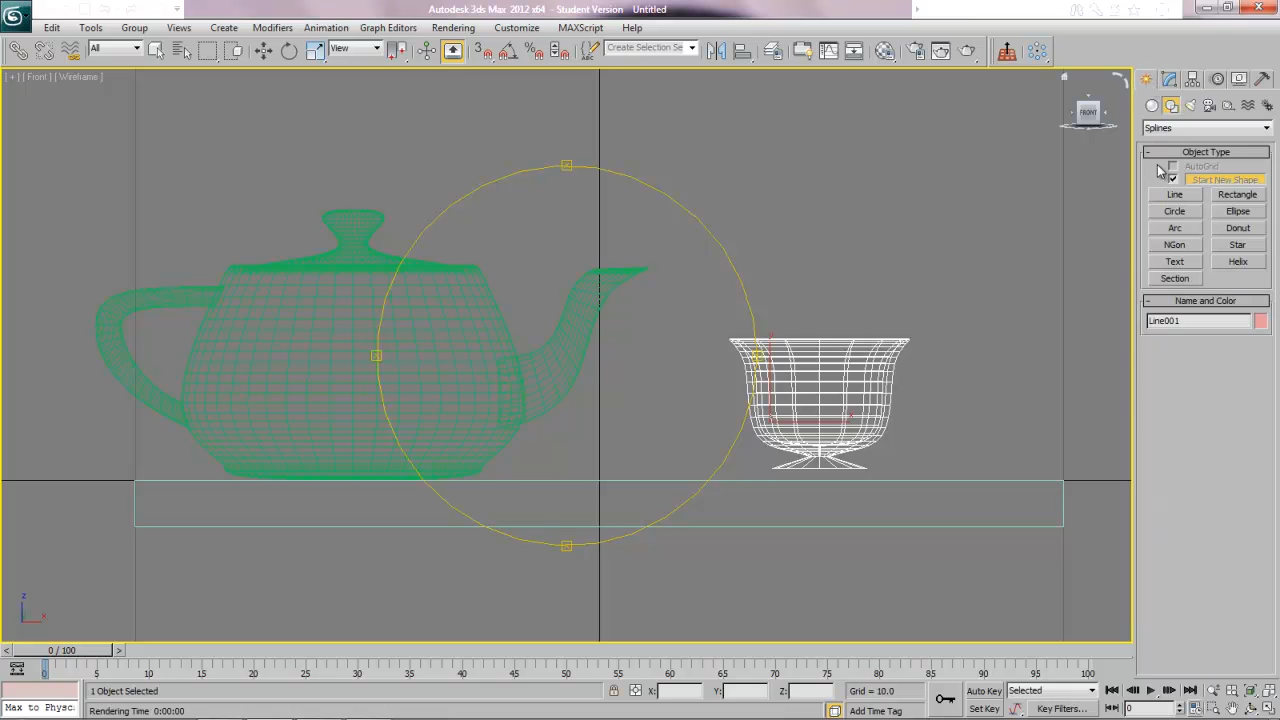 Autodesk 3ds Max 2012 x64 - Student Version Untitled
Edit Tools Group Views Create Modifiers Animation Graph Editors Rendering Customize MAXScript Help
All View 3 Create Selection Se
[ + ] [ Front ] [ Wireframe ]
FRONT
Splines
- Object Type
AutoGrid
Start New Shape
Line Rectangle
Circle Ellipse
Arc Donut
NGon Star
Text Helix
Section
- Name and Color
Line001
z
x
< 0 / 100 >
0 5 10 15 20 25 30 35 40 45 50 55 60 65 70 75 80 85 90 95 100
1 Object Selected X: Y: Z: Grid = 10.0 Auto Key Selected
Max to Physc Rendering Time 0:00:00 Add Time Tag Set Key Key Filters... 0